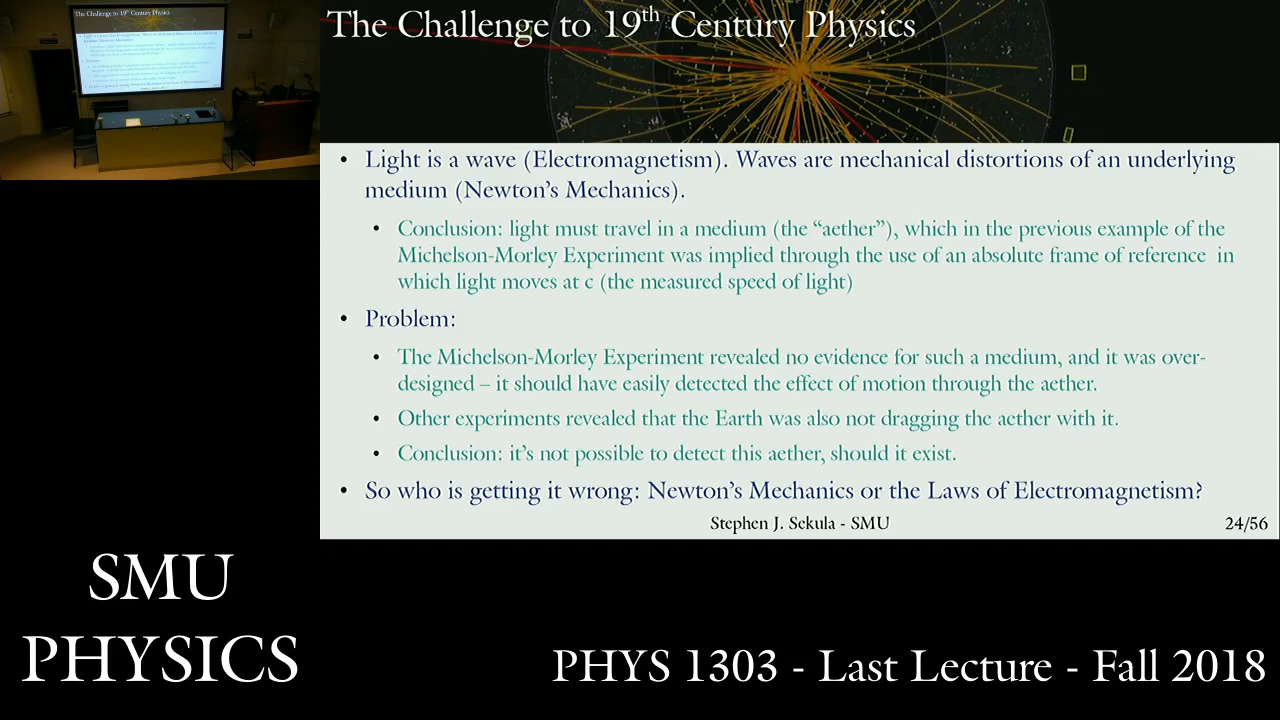 The Challenge to 19th Century Physics
The Challenge to 19th Century Physics
• Light is a wave (Electromagnetism). Waves are mechanical distortions of an underlying
medium (Newton’s Mechanics).
• Conclusion: light must travel in a medium (the “aether”), which in the previous example of the
Michelson-Morley Experiment was implied through the use of an absolute frame of reference in
which light moves at c (the measured speed of light)
• Problem:
• The Michelson-Morley Experiment revealed no evidence for such a medium, and it was over-
designed – it should have easily detected the effect of motion through the aether.
• Other experiments revealed that the Earth was also not dragging the aether with it.
• Conclusion: it’s not possible to detect this aether, should it exist.
• So who is getting it wrong: Newton’s Mechanics or the Laws of Electromagnetism?
Stephen J. Sekula - SMU
24/56
SMU
PHYSICS
PHYS 1303 - Last Lecture - Fall 2018